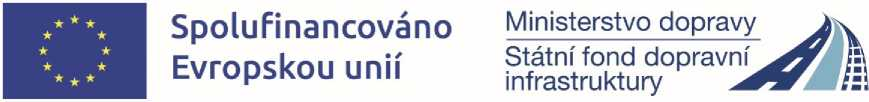 Spolufinancováno
Evropskou unií
Ministerstvo dopravy
Státní fond dopravní
infrastruktury